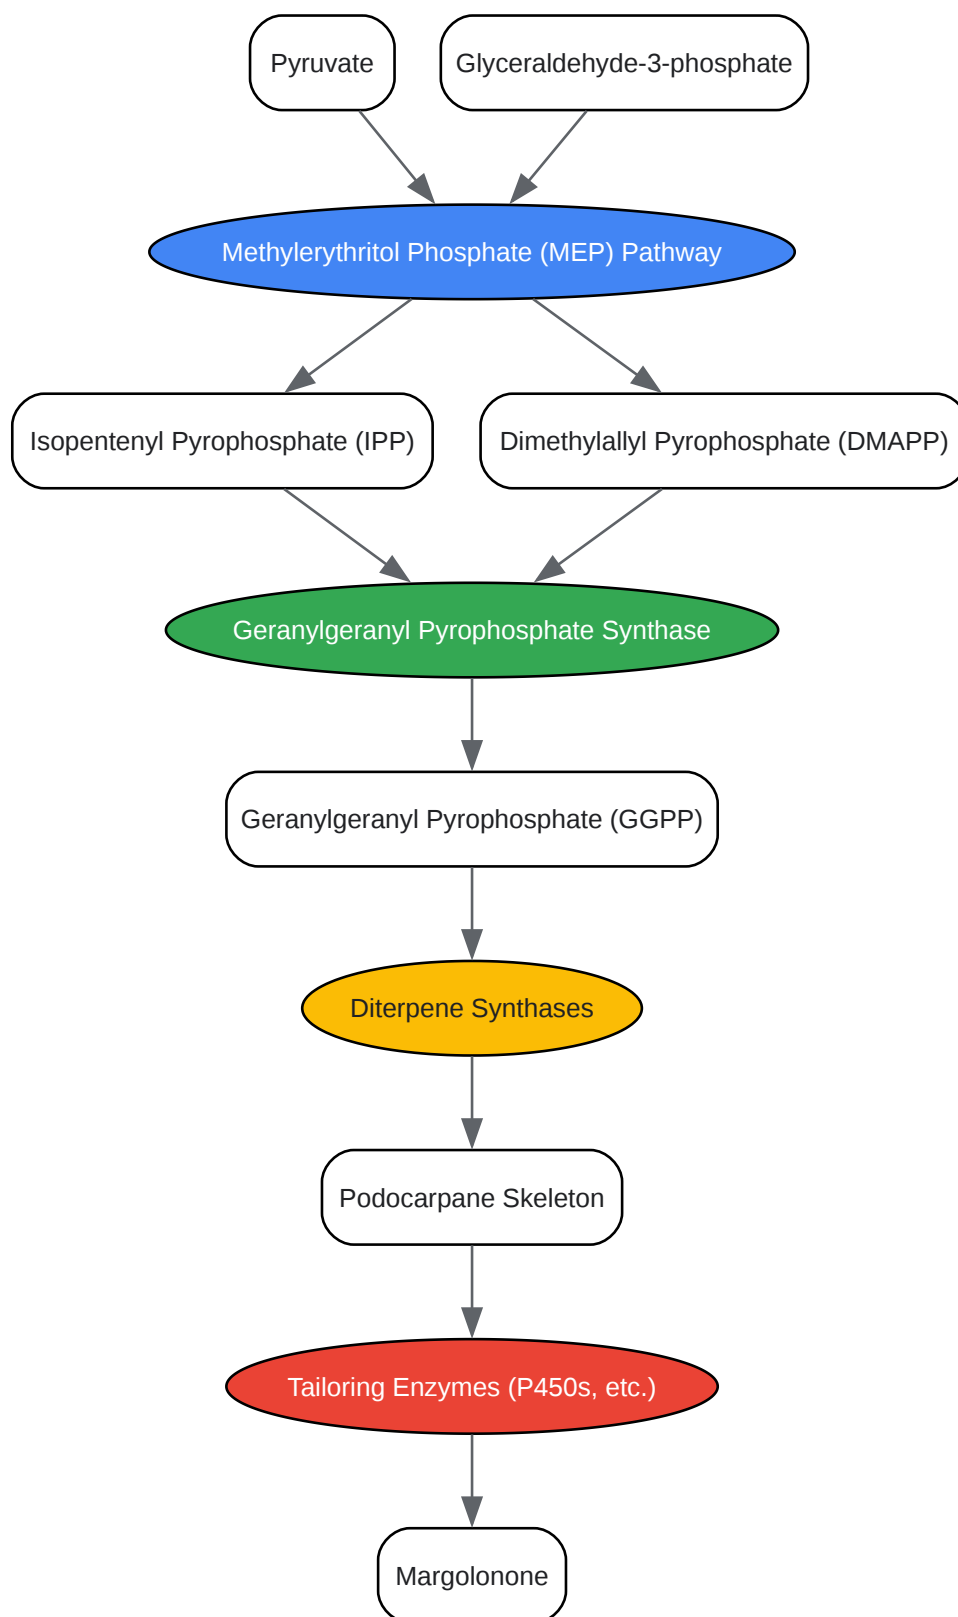 Pyruvate
Glyceraldehyde-3-phosphate
Methylerythritol Phosphate (MEP) Pathway
Isopentenyl Pyrophosphate (IPP)
Dimethylallyl Pyrophosphate (DMAPP)
Geranylgeranyl Pyrophosphate Synthase
Geranylgeranyl Pyrophosphate (GGPP)
Diterpene Synthases
Podocarpane Skeleton
Tailoring Enzymes (P450s, etc.)
Margolonone